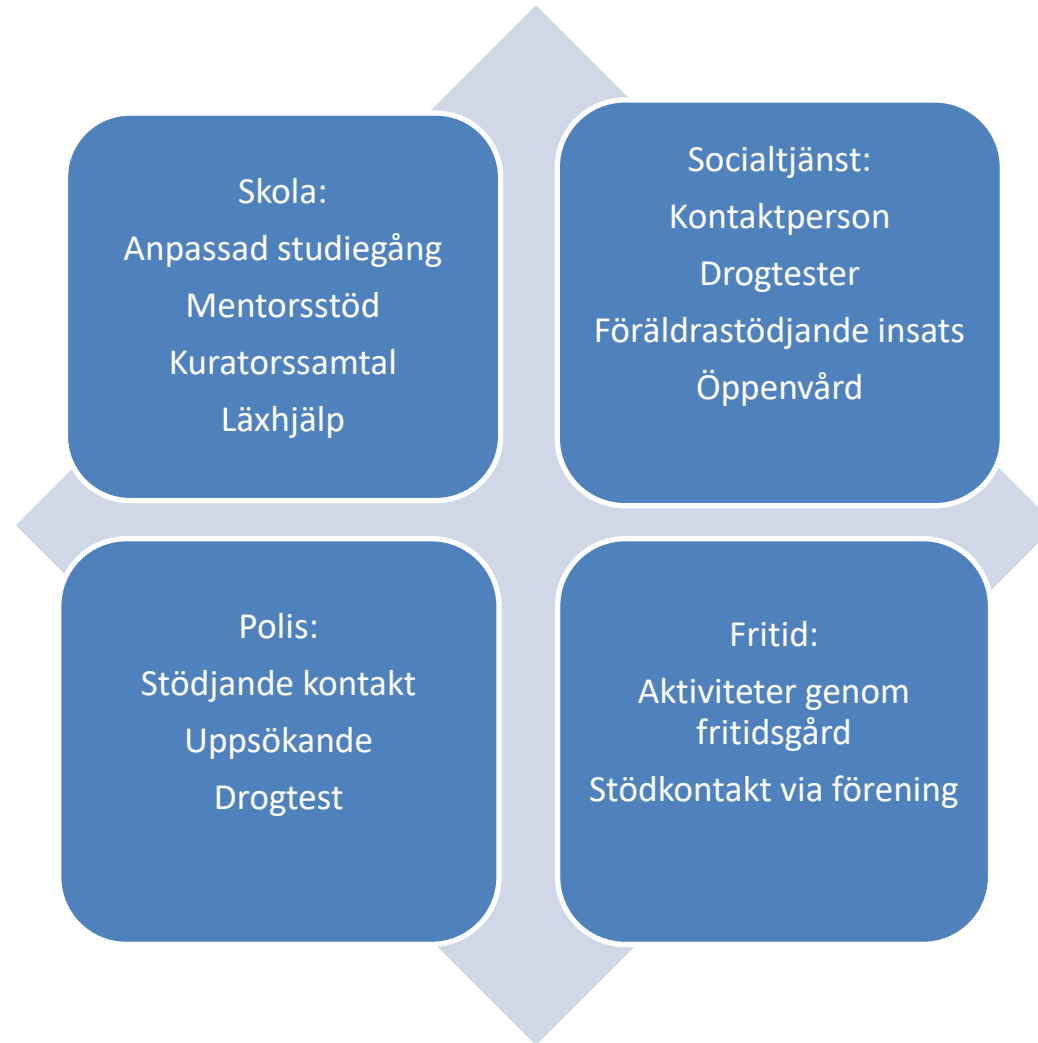 Skola:
Anpassad studiegång
Mentorsstöd
Kuratorssamtal
Läxhjälp
Socialtjänst:
Kontaktperson
Drogtester
Föräldrastödjande insats
Öppenvård
Polis:
Stödjande kontakt
Uppsökande
Drogtest
Fritid:
Aktiviteter genom
fritidsgård
Stödkontakt via förening